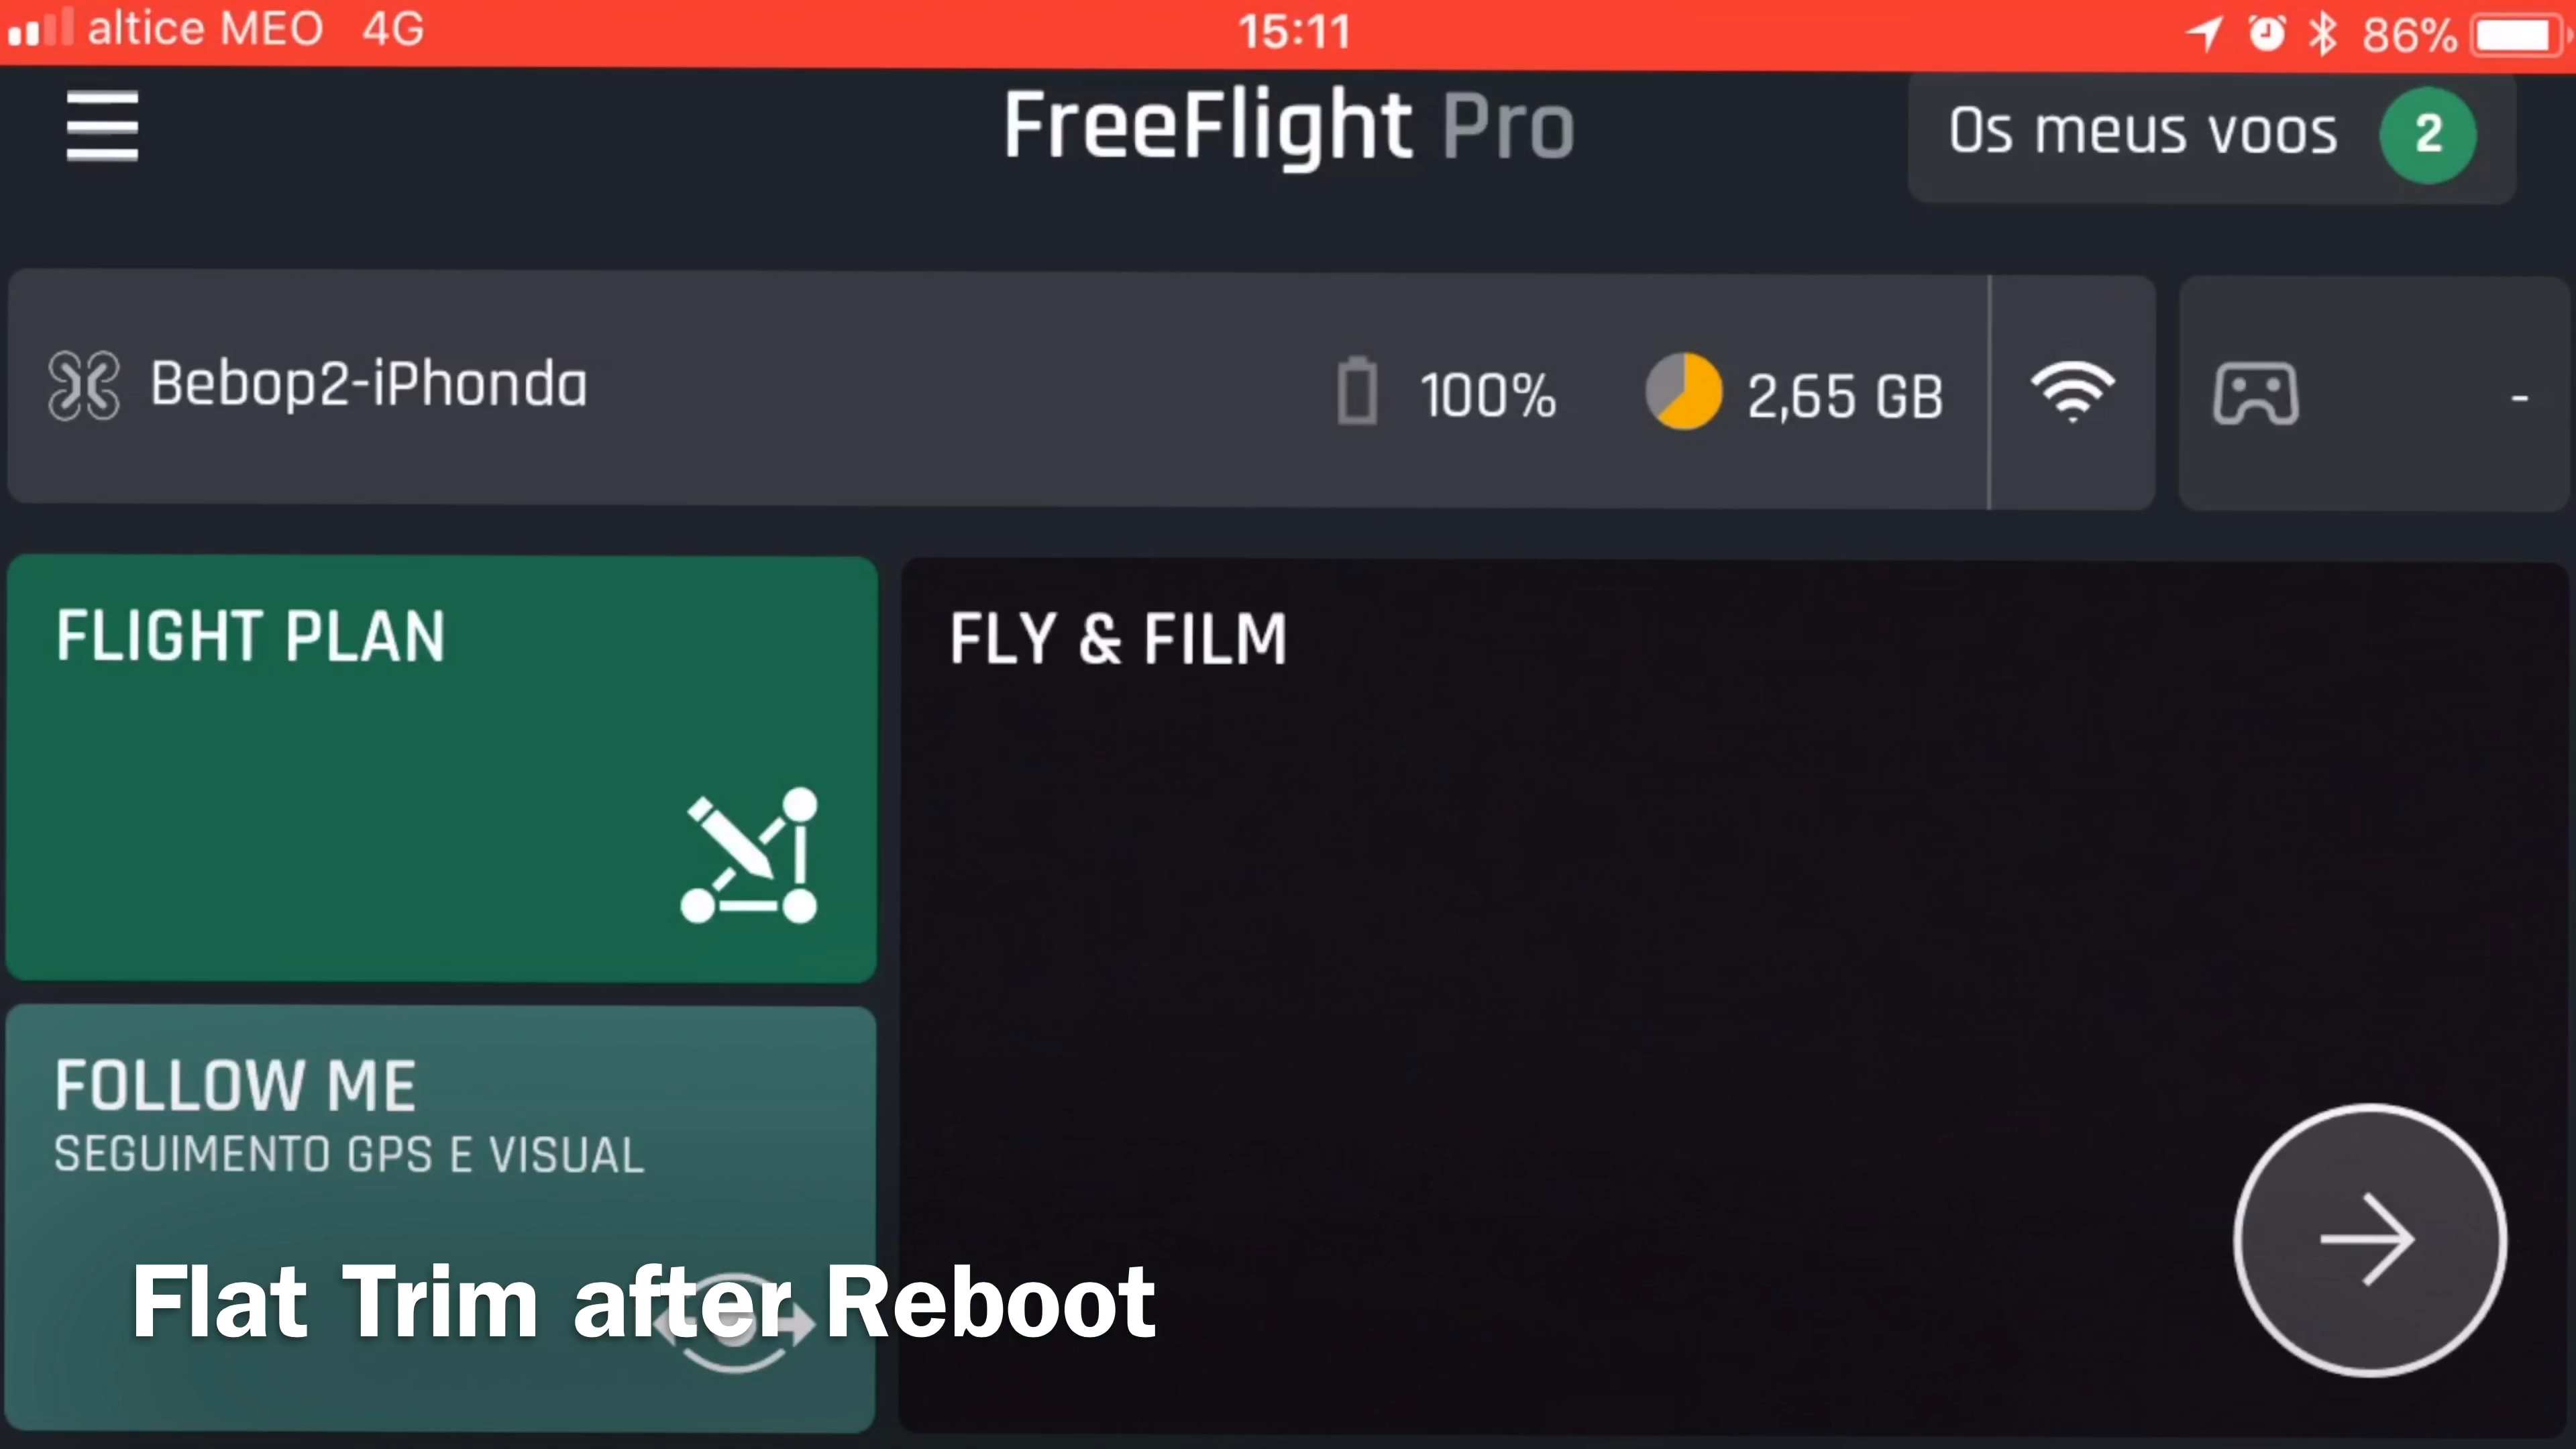 altice MEO 4G 15:11 86%
FreeFlight Pro
Os meus voos 2
Bebop2-iPhonda 100% 2,65 GB -
FLIGHT PLAN
FLY & FILM
FOLLOW ME
SEGUIMENTO GPS E VISUAL
Flat Trim after Reboot